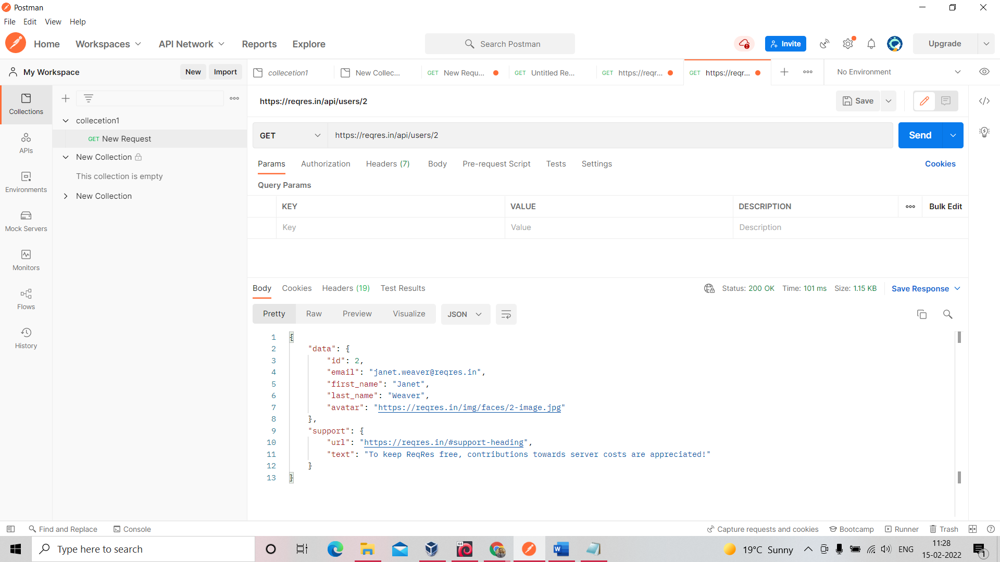 Postman
File Edit View Help
Home Workspaces API Network Reports Explore Search Postman Invite Upgrade
My Workspace New Import collecetion1 New Collec... GET New Requ... GET Untitled Re... GET https://reqr... GET https://reqr... No Environment
https://reqres.in/api/users/2 Save
Collections
collecetion1
GET New Request
GET https://reqres.in/api/users/2 Send
APIs
New Collection
This collection is empty
Params Authorization Headers (7) Body Pre-request Script Tests Settings Cookies
Query Params
Environments
New Collection
KEY VALUE DESCRIPTION Bulk Edit
Key Value Description
Mock Servers
Monitors
Body Cookies Headers (19) Test Results Status: 200 OK Time: 101 ms Size: 1.15 KB Save Response
Flows
Pretty Raw Preview Visualize JSON
History
1 {
2 "data": {
3 "id": 2,
4 "email": "janet.weaver@reqres.in",
5 "first_name": "Janet",
6 "last_name": "Weaver",
7 "avatar": "https://reqres.in/img/faces/2-image.jpg"
8 },
9 "support": {
10 "url": "https://reqres.in/#support-heading",
11 "text": "To keep ReqRes free, contributions towards server costs are appreciated!"
12 }
13 }
Find and Replace Console Capture requests and cookies Bootcamp Runner Trash
Type here to search 64 19°C Sunny ENG 11:28
15-02-2022 1